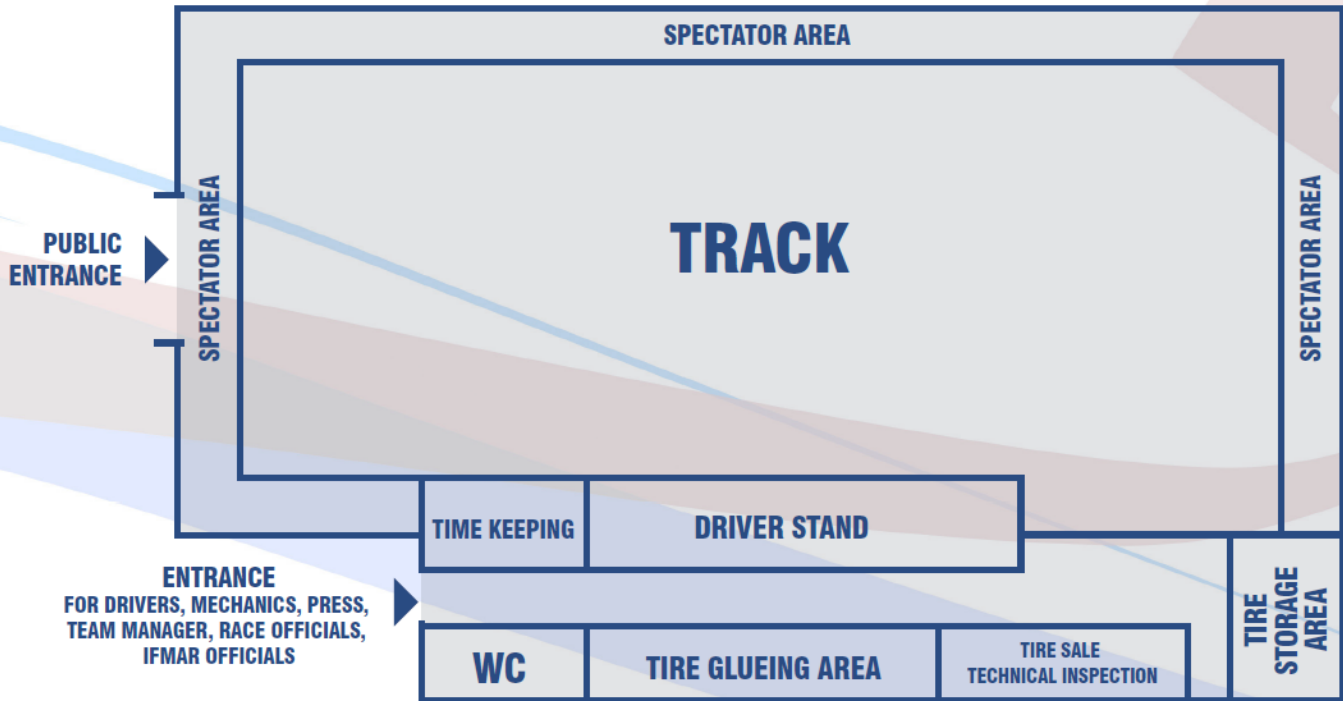 SPECTATOR AREA
SPECTATOR AREA
TRACK
SPECTATOR AREA
PUBLIC
ENTRANCE
TIME KEEPING
DRIVER STAND
ENTRANCE
FOR DRIVERS, MECHANICS, PRESS,
TEAM MANAGER, RACE OFFICIALS,
IFMAR OFFICIALS
WC
TIRE GLUEING AREA
TIRE SALE
TECHNICAL INSPECTION
TIRE
STORAGE
AREA